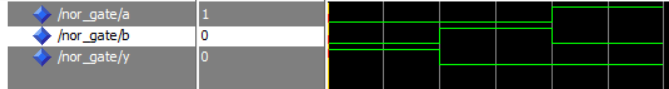 /nor_gate/a 1
/nor_gate/b 0
/nor_gate/y 0